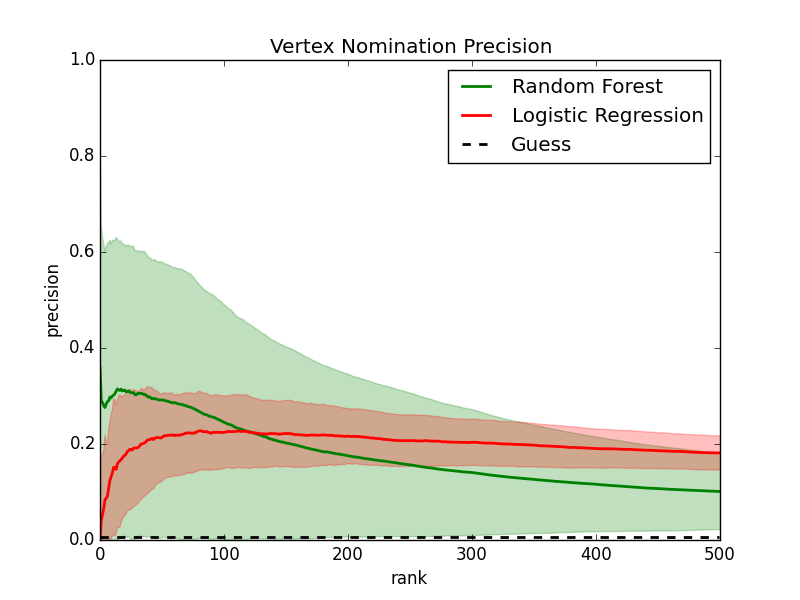 Vertex Nomination Precision
1.0
0.8
0.6
0.4
0.2
0.0
precision
Random Forest
Logistic Regression
Guess
0
100
200
300
400
500
rank